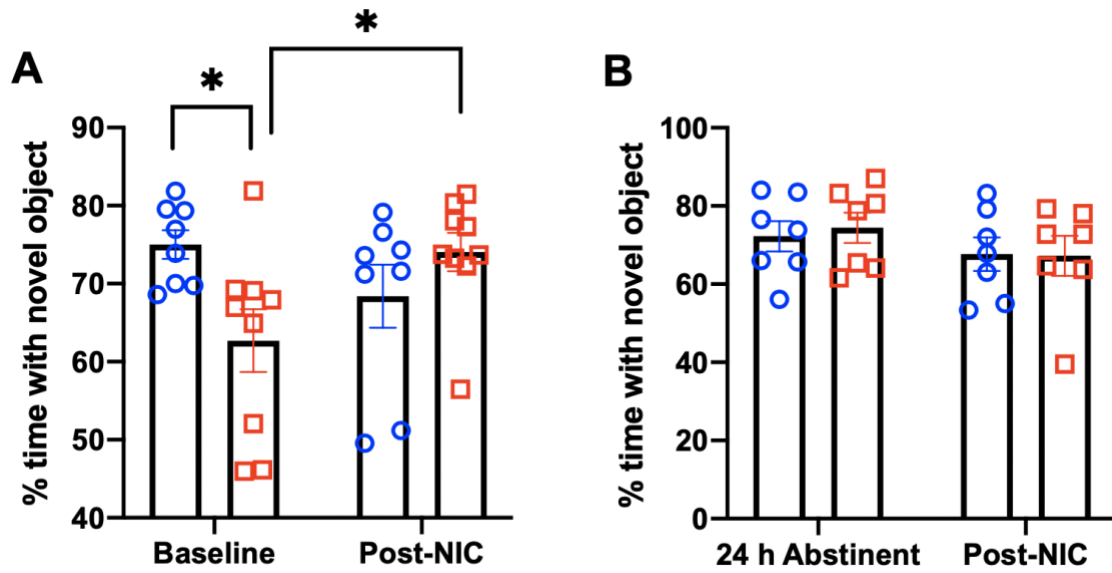 A
*
*
% time with novel object
90
80
70
60
50
40
Baseline
Post-NIC
B
% time with novel object
100
80
60
40
20
0
24 h Abstinent
Post-NIC